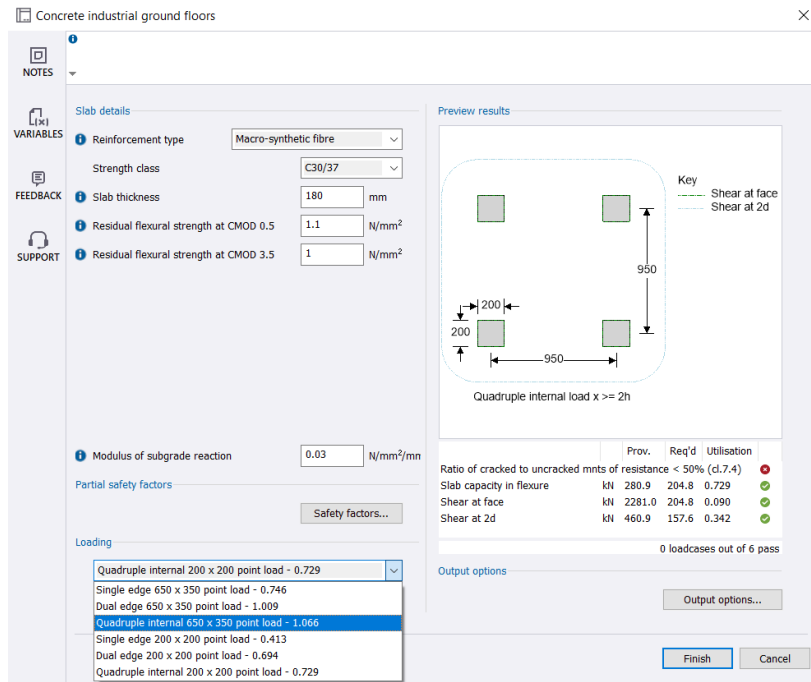 Concrete industrial ground floors
NOTES
VARIABLES
FEEDBACK
SUPPORT
Slab details
Reinforcement type Macro-synthetic fibre
Strength class C30/37
Slab thickness 180 mm
Residual flexural strength at CMOD 0.5 1.1 N/mm²
Residual flexural strength at CMOD 3.5 1 N/mm²
Modulus of subgrade reaction 0.03 N/mm²/mm
Partial safety factors
Safety factors...
Loading
Quadruple internal 200 x 200 point load - 0.729
Single edge 650 x 350 point load - 0.746
Dual edge 650 x 350 point load - 1.009
Quadruple internal 650 x 350 point load - 1.066
Single edge 200 x 200 point load - 0.413
Dual edge 200 x 200 point load - 0.694
Quadruple internal 200 x 200 point load - 0.729
Preview results
Key
Shear at face
Shear at 2d
950
200
200
950
Quadruple internal load x >= 2h
Prov. Req'd Utilisation
Ratio of cracked to uncracked mnts of resistance < 50% (cl.7.4)
Slab capacity in flexure kN 280.9 204.8 0.729
Shear at face kN 2281.0 204.8 0.090
Shear at 2d kN 460.9 157.6 0.342
0 loadcases out of 6 pass
Output options
Output options...
Finish Cancel